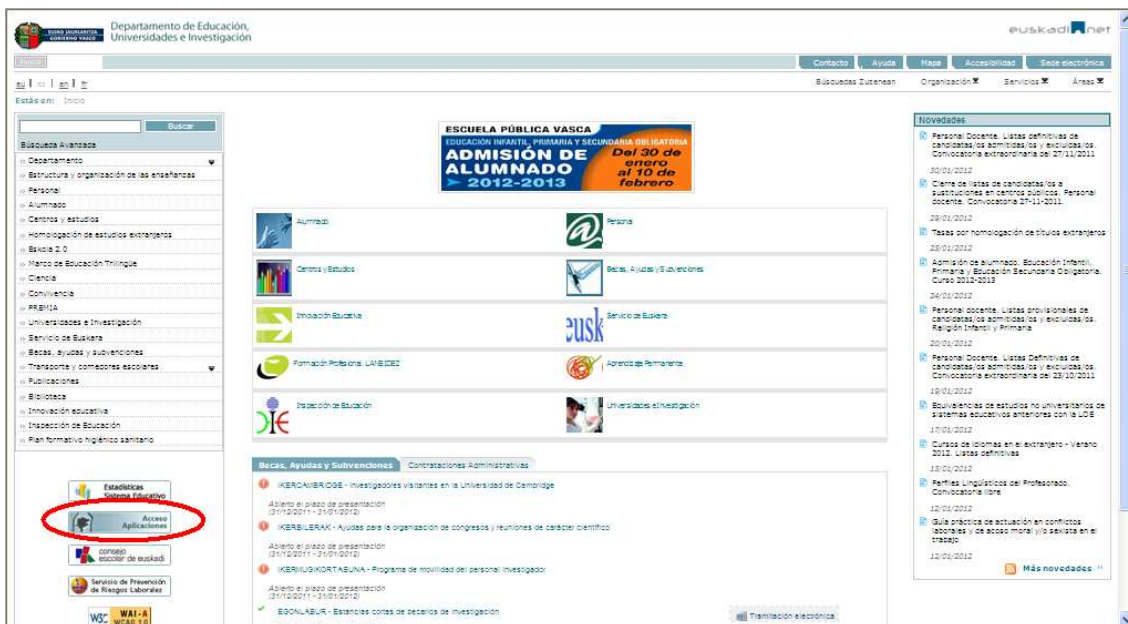 EUSKO JAURLARITZA
GOBIERNO VASCO
Departamento de Educación,
Universidades e Investigación
euskadi.net
Inicio
Contacto
Ayuda
Mapa
Accesibilidad
Sede electrónica
eu | es | en | fr
Búsquedas Zutenean
Organización
Servicios
Áreas
Estás en: Inicio
Buscar
Búsqueda Avanzada
Departamento
Estructura y organización de las enseñanzas
Personal
Alumnado
Centros y estudios
Homologación de estudios extranjeros
Eskola 2.0
Marco de Educación Trilingüe
Ciencia
Convivencia
PREMIA
Universidades e Investigación
Servicio de Euskara
Becas, ayudas y subvenciones
Transporte y comedores escolares
Publicaciones
Biblioteca
Innovación educativa
Inspección de Educación
Plan formativo higiénico sanitario
Estadísticas
Sistema Educativo
Acceso
Aplicaciones
consejo
escolar de euskadi
Servicio de Prevención
de Riesgos Laborales
W3C WAI-A
WCAG 1.0
ESCUELA PÚBLICA VASCA
EDUCACIÓN INFANTIL, PRIMARIA Y SECUNDARIA OBLIGATORIA
ADMISIÓN DE
ALUMNADO
2012-2013
Del 30 de
enero
al 10 de
febrero
Alumnado
Personal
Centros y Estudios
Becas, Ayudas y Subvenciones
Innovación Educativa
eusk
Servicio de Euskara
Formación Profesional. LANBIDEZ
Aprendizaje Permanente
Inspección de Educación
Universidades e Investigación
Becas, Ayudas y Subvenciones
Contrataciones Administrativas
IKERCAMBRIDGE - Investigadores visitantes en la Universidad de Cambridge
Abierto el plazo de presentación
(31/12/2011 - 31/01/2012)
IKERBILERAK - Ayudas para la organización de congresos y reuniones de carácter científico
Abierto el plazo de presentación
(31/12/2011 - 31/01/2012)
IKERMUGIKORTASUNA - Programa de movilidad del personal investigador
Abierto el plazo de presentación
(31/12/2011 - 31/01/2012)
EGONLABUR - Estancias cortas de becarios de investigación
Tramitación electrónica
Novedades
Personal Docente. Listas definitivas de
candidatas/os admitidas/os y excluidas/os.
Convocatoria extraordinaria del 27/11/2011
30/01/2012
Cierre de listas de candidatas/os a
sustituciones en centros públicos. Personal
docente. Convocatoria 27-11-2011.
29/01/2012
Tasas por homologación de títulos extranjeros
25/01/2012
Admisión de alumnado. Educación Infantil,
Primaria y Educación Secundaria Obligatoria.
Curso 2012-2013
24/01/2012
Personal docente. Listas provisionales de
candidatas/os admitidas/os y excluidas/os.
Religión Infantil y Primaria
20/01/2012
Personal Docente. Listas Definitivas de
candidatas/os admitidas/os y excluidas/os.
Convocatoria extraordinaria del 23/10/2011
19/01/2012
Equivalencias de estudios no universitarios de
sistemas educativos anteriores con la LOE
17/01/2012
Cursos de idiomas en el extranjero - Verano
2012. Listas definitivas
13/01/2012
Perfiles Lingüísticos del Profesorado.
Convocatoria libre
12/01/2012
Guía práctica de actuación en conflictos
laborales y de acoso moral y/o sexista en el
trabajo
12/01/2012
Más novedades